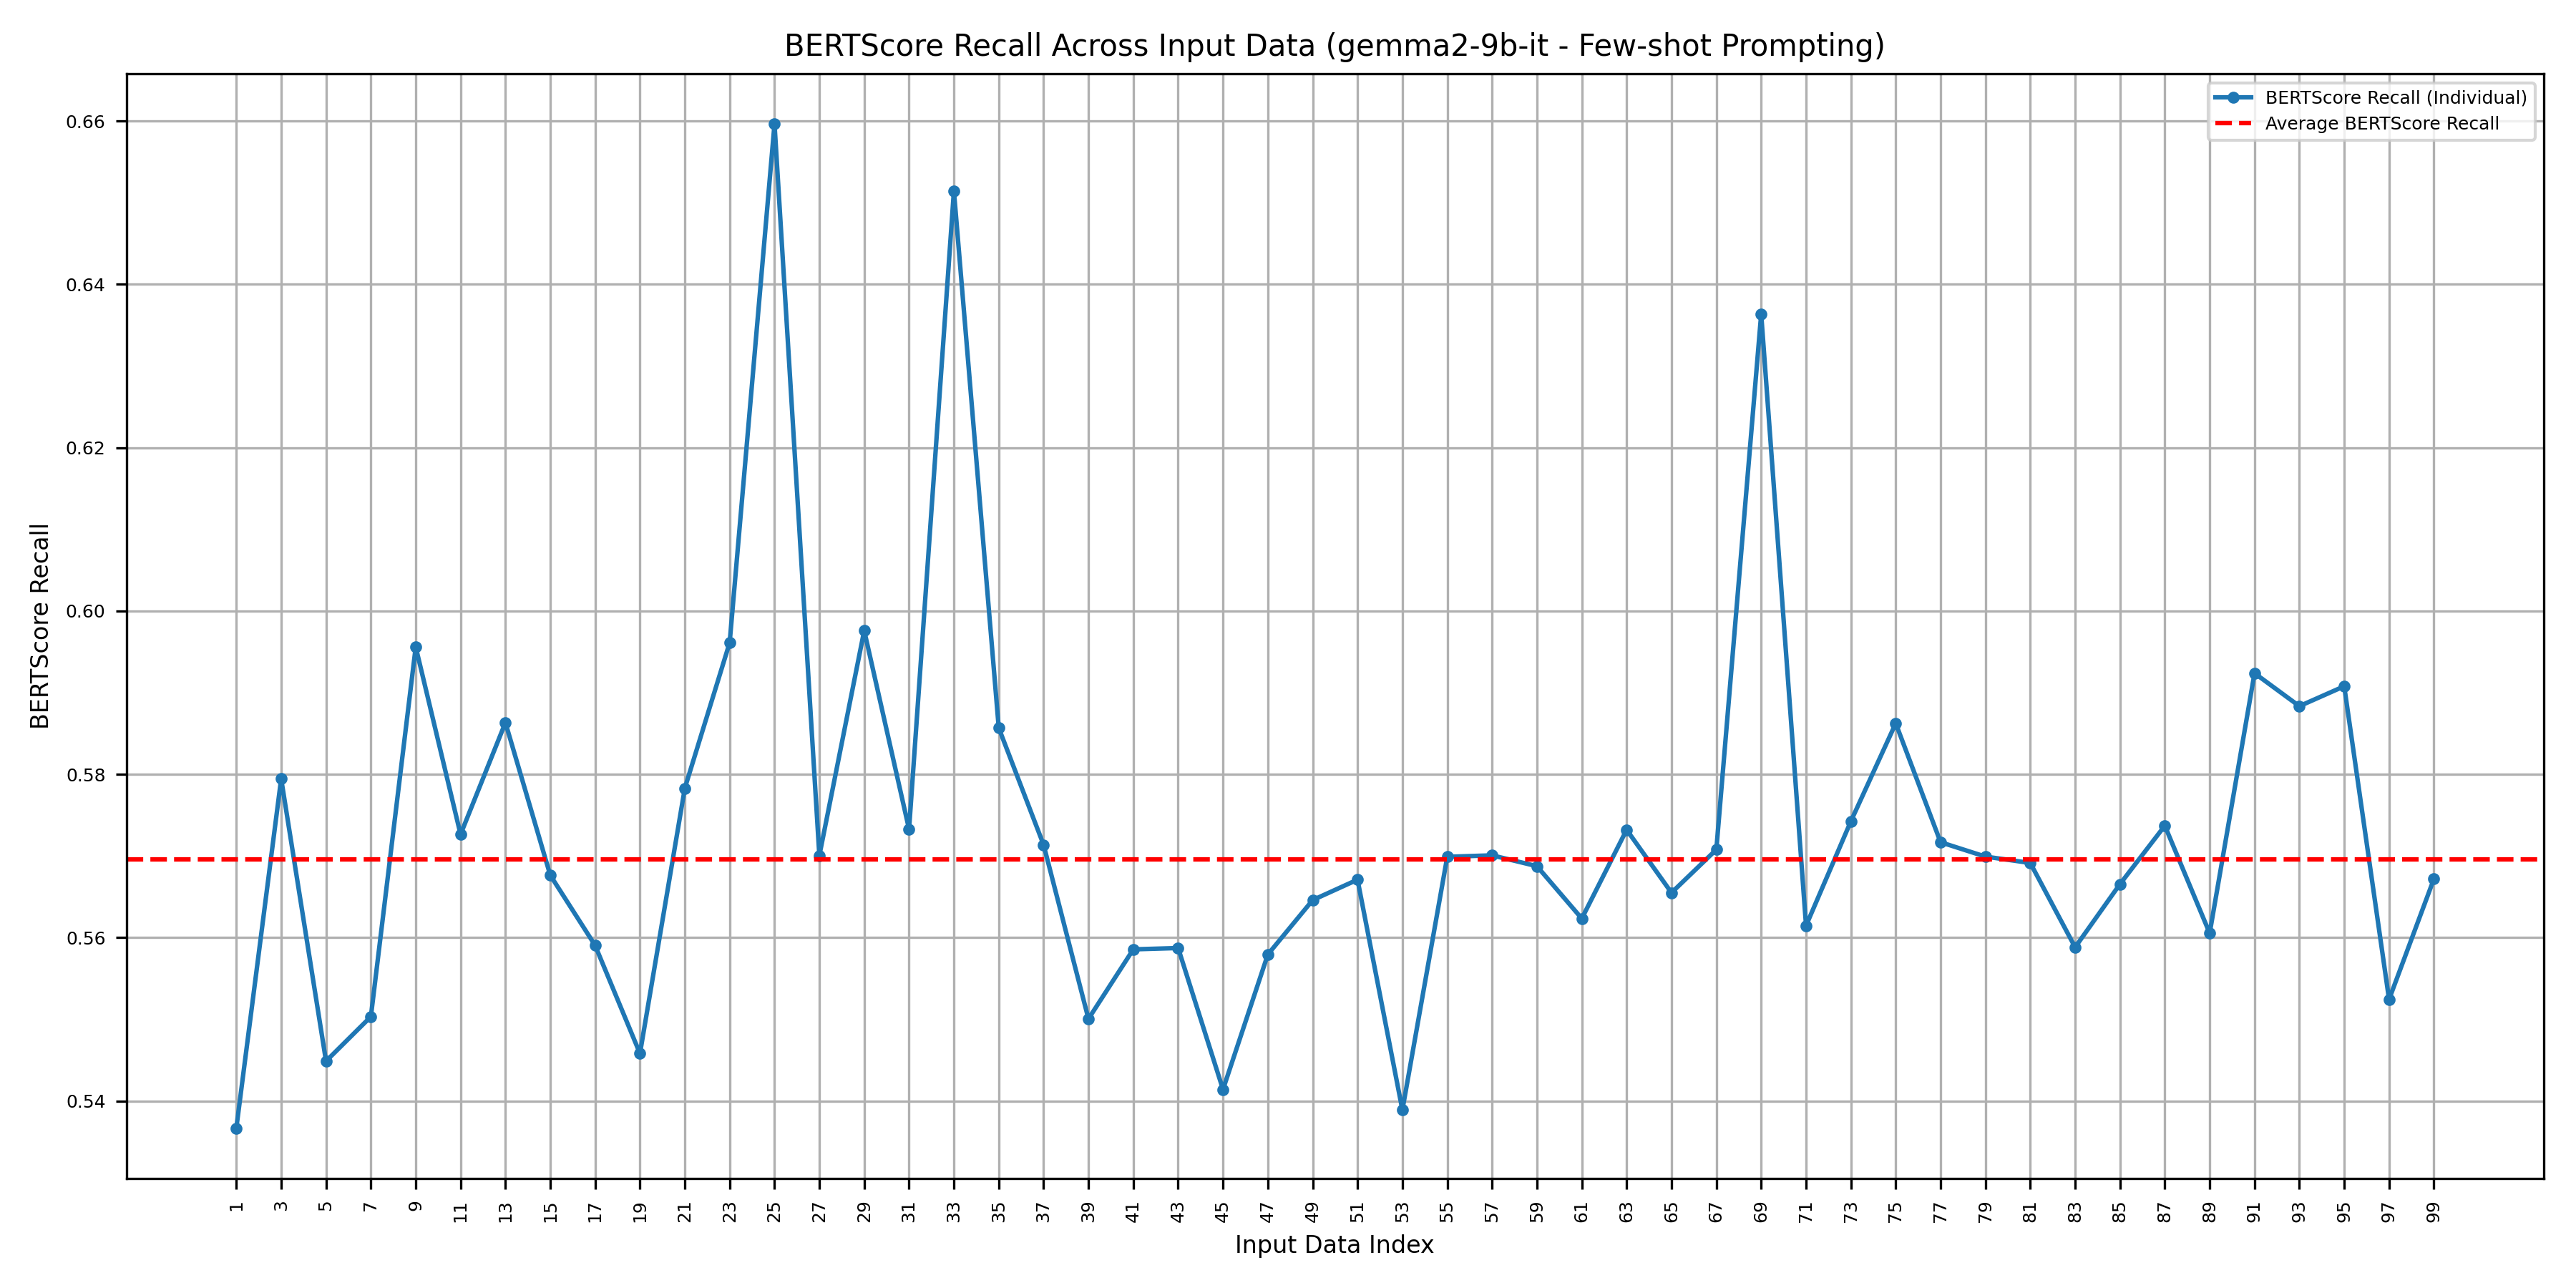 BERTScore Recall Across Input Data (gemma2-9b-it - Few-shot Prompting)
BERTScore Recall (Individual)
Average BERTScore Recall
BERTScore Recall
0.66
0.64
0.62
0.60
0.58
0.56
0.54
1 3 5 7 9 11 13 15 17 19 21 23 25 27 29 31 33 35 37 39 41 43 45 47 49 51 53 55 57 59 61 63 65 67 69 71 73 75 77 79 81 83 85 87 89 91 93 95 97 99
Input Data Index